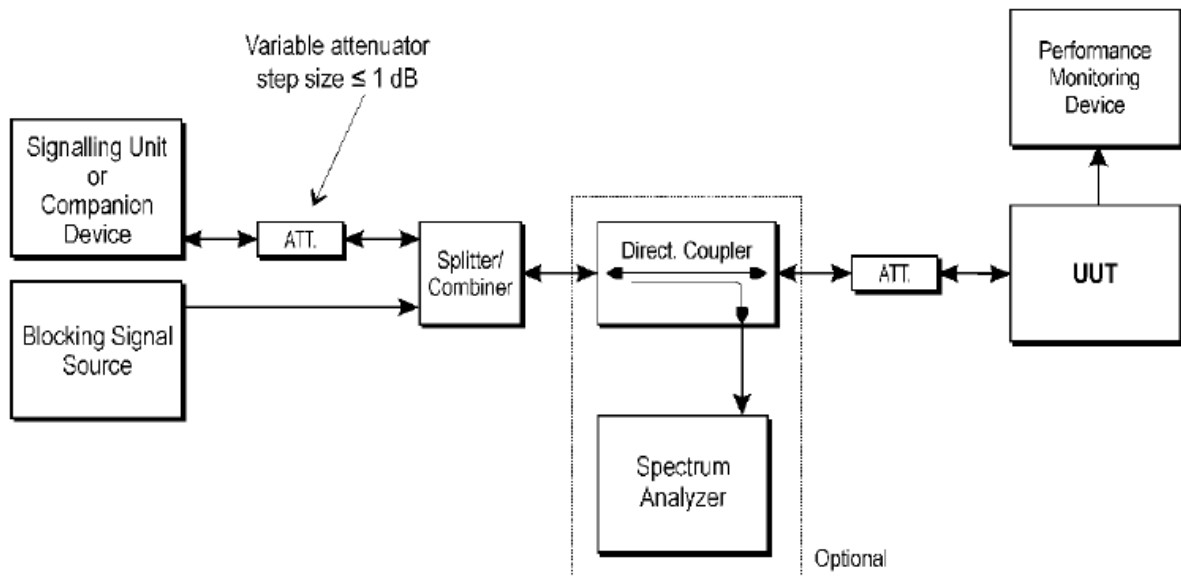 Variable attenuator
step size ≤ 1 dB
Performance
Monitoring
Device
Signalling Unit
or
Companion
Device
ATT.
Splitter/
Combiner
Direct. Coupler
ATT.
UUT
Blocking Signal
Source
Spectrum
Analyzer
Optional